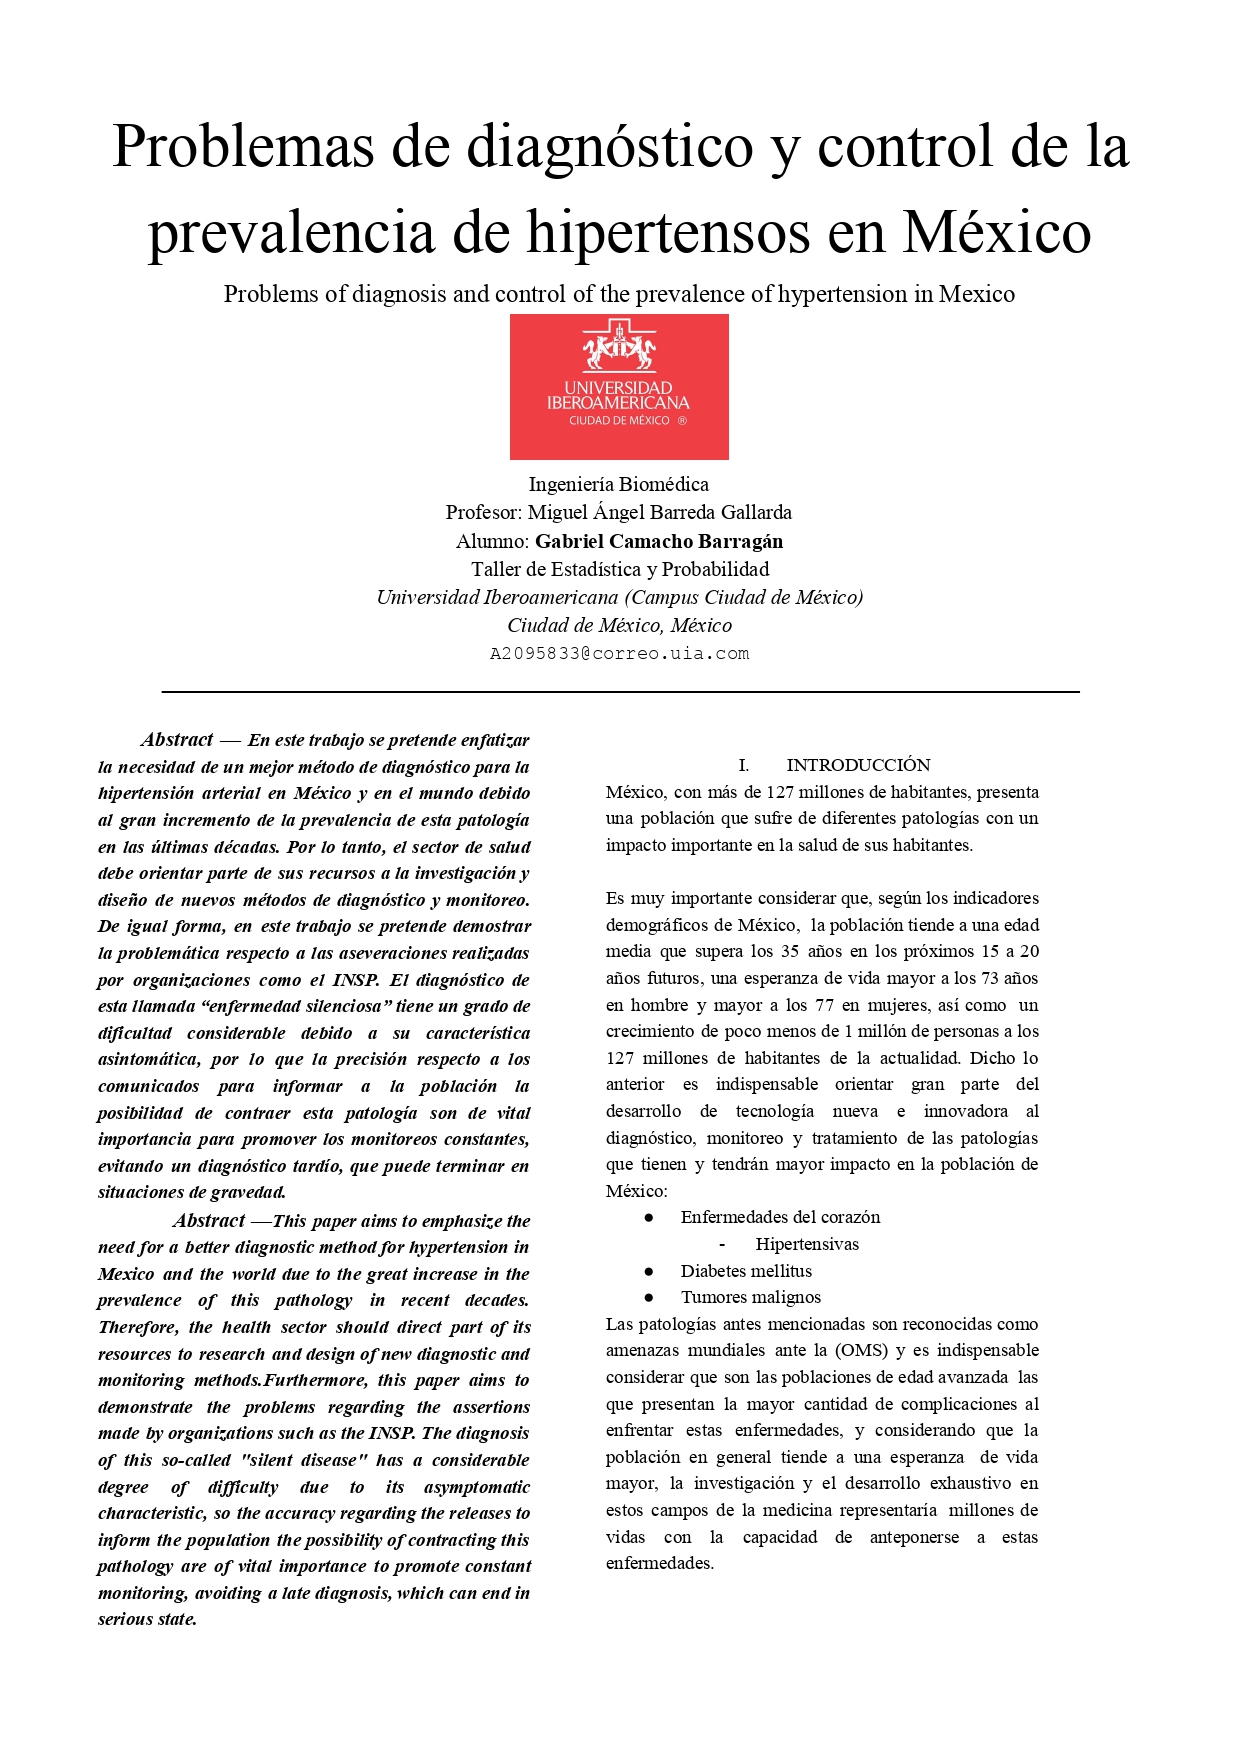 Problemas de diagnóstico y control de la
prevalencia de hipertensos en México
Problems of diagnosis and control of the prevalence of hypertension in Mexico
UNIVERSIDAD
IBEROAMERICANA
CIUDAD DE MÉXICO ®
Ingeniería Biomédica
Profesor: Miguel Ángel Barreda Gallarda
Alumno: Gabriel Camacho Barragán
Taller de Estadística y Probabilidad
Universidad Iberoamericana (Campus Ciudad de México)
Ciudad de México, México
A2095833@correo.uia.com
Abstract — En este trabajo se pretende enfatizar
la necesidad de un mejor método de diagnóstico para la
hipertensión arterial en México y en el mundo debido
al gran incremento de la prevalencia de esta patología
en las últimas décadas. Por lo tanto, el sector de salud
debe orientar parte de sus recursos a la investigación y
diseño de nuevos métodos de diagnóstico y monitoreo.
De igual forma, en este trabajo se pretende demostrar
la problemática respecto a las aseveraciones realizadas
por organizaciones como el INSP. El diagnóstico de
esta llamada “enfermedad silenciosa” tiene un grado de
dificultad considerable debido a su característica
asintomática, por lo que la precisión respecto a los
comunicados para informar a la población la
posibilidad de contraer esta patología son de vital
importancia para promover los monitoreos constantes,
evitando un diagnóstico tardío, que puede terminar en
situaciones de gravedad.
Abstract —This paper aims to emphasize the
need for a better diagnostic method for hypertension in
Mexico and the world due to the great increase in the
prevalence of this pathology in recent decades.
Therefore, the health sector should direct part of its
resources to research and design of new diagnostic and
monitoring methods.Furthermore, this paper aims to
demonstrate the problems regarding the assertions
made by organizations such as the INSP. The diagnosis
of this so-called "silent disease" has a considerable
degree of difficulty due to its asymptomatic
characteristic, so the accuracy regarding the releases to
inform the population the possibility of contracting this
pathology are of vital importance to promote constant
monitoring, avoiding a late diagnosis, which can end in
serious state.
I. INTRODUCCIÓN
México, con más de 127 millones de habitantes, presenta
una población que sufre de diferentes patologías con un
impacto importante en la salud de sus habitantes.
Es muy importante considerar que, según los indicadores
demográficos de México, la población tiende a una edad
media que supera los 35 años en los próximos 15 a 20
años futuros, una esperanza de vida mayor a los 73 años
en hombre y mayor a los 77 en mujeres, así como un
crecimiento de poco menos de 1 millón de personas a los
127 millones de habitantes de la actualidad. Dicho lo
anterior es indispensable orientar gran parte del
desarrollo de tecnología nueva e innovadora al
diagnóstico, monitoreo y tratamiento de las patologías
que tienen y tendrán mayor impacto en la población de
México:
● Enfermedades del corazón
- Hipertensivas
● Diabetes mellitus
● Tumores malignos
Las patologías antes mencionadas son reconocidas como
amenazas mundiales ante la (OMS) y es indispensable
considerar que son las poblaciones de edad avanzada las
que presentan la mayor cantidad de complicaciones al
enfrentar estas enfermedades, y considerando que la
población en general tiende a una esperanza de vida
mayor, la investigación y el desarrollo exhaustivo en
estos campos de la medicina representaría millones de
vidas con la capacidad de anteponerse a estas
enfermedades.